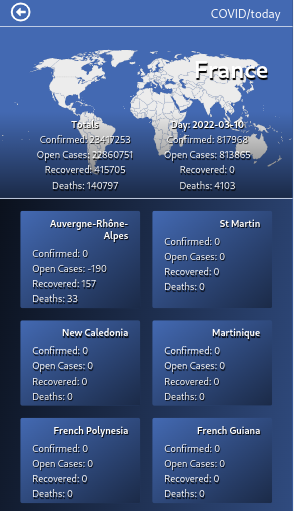 COVID/today
France
Totals
Confirmed: 23417253
Open Cases: 22860751
Recovered: 415705
Deaths: 140797
Day: 2022-03-10
Confirmed: 817968
Open Cases: 813865
Recovered: 0
Deaths: 4103
Auvergne-Rhône-
Alpes
Confirmed: 0
Open Cases: -190
Recovered: 157
Deaths: 33
St Martin
Confirmed: 0
Open Cases: 0
Recovered: 0
Deaths: 0
New Caledonia
Confirmed: 0
Open Cases: 0
Recovered: 0
Deaths: 0
Martinique
Confirmed: 0
Open Cases: 0
Recovered: 0
Deaths: 0
French Polynesia
Confirmed: 0
Open Cases: 0
Recovered: 0
Deaths: 0
French Guiana
Confirmed: 0
Open Cases: 0
Recovered: 0
Deaths: 0